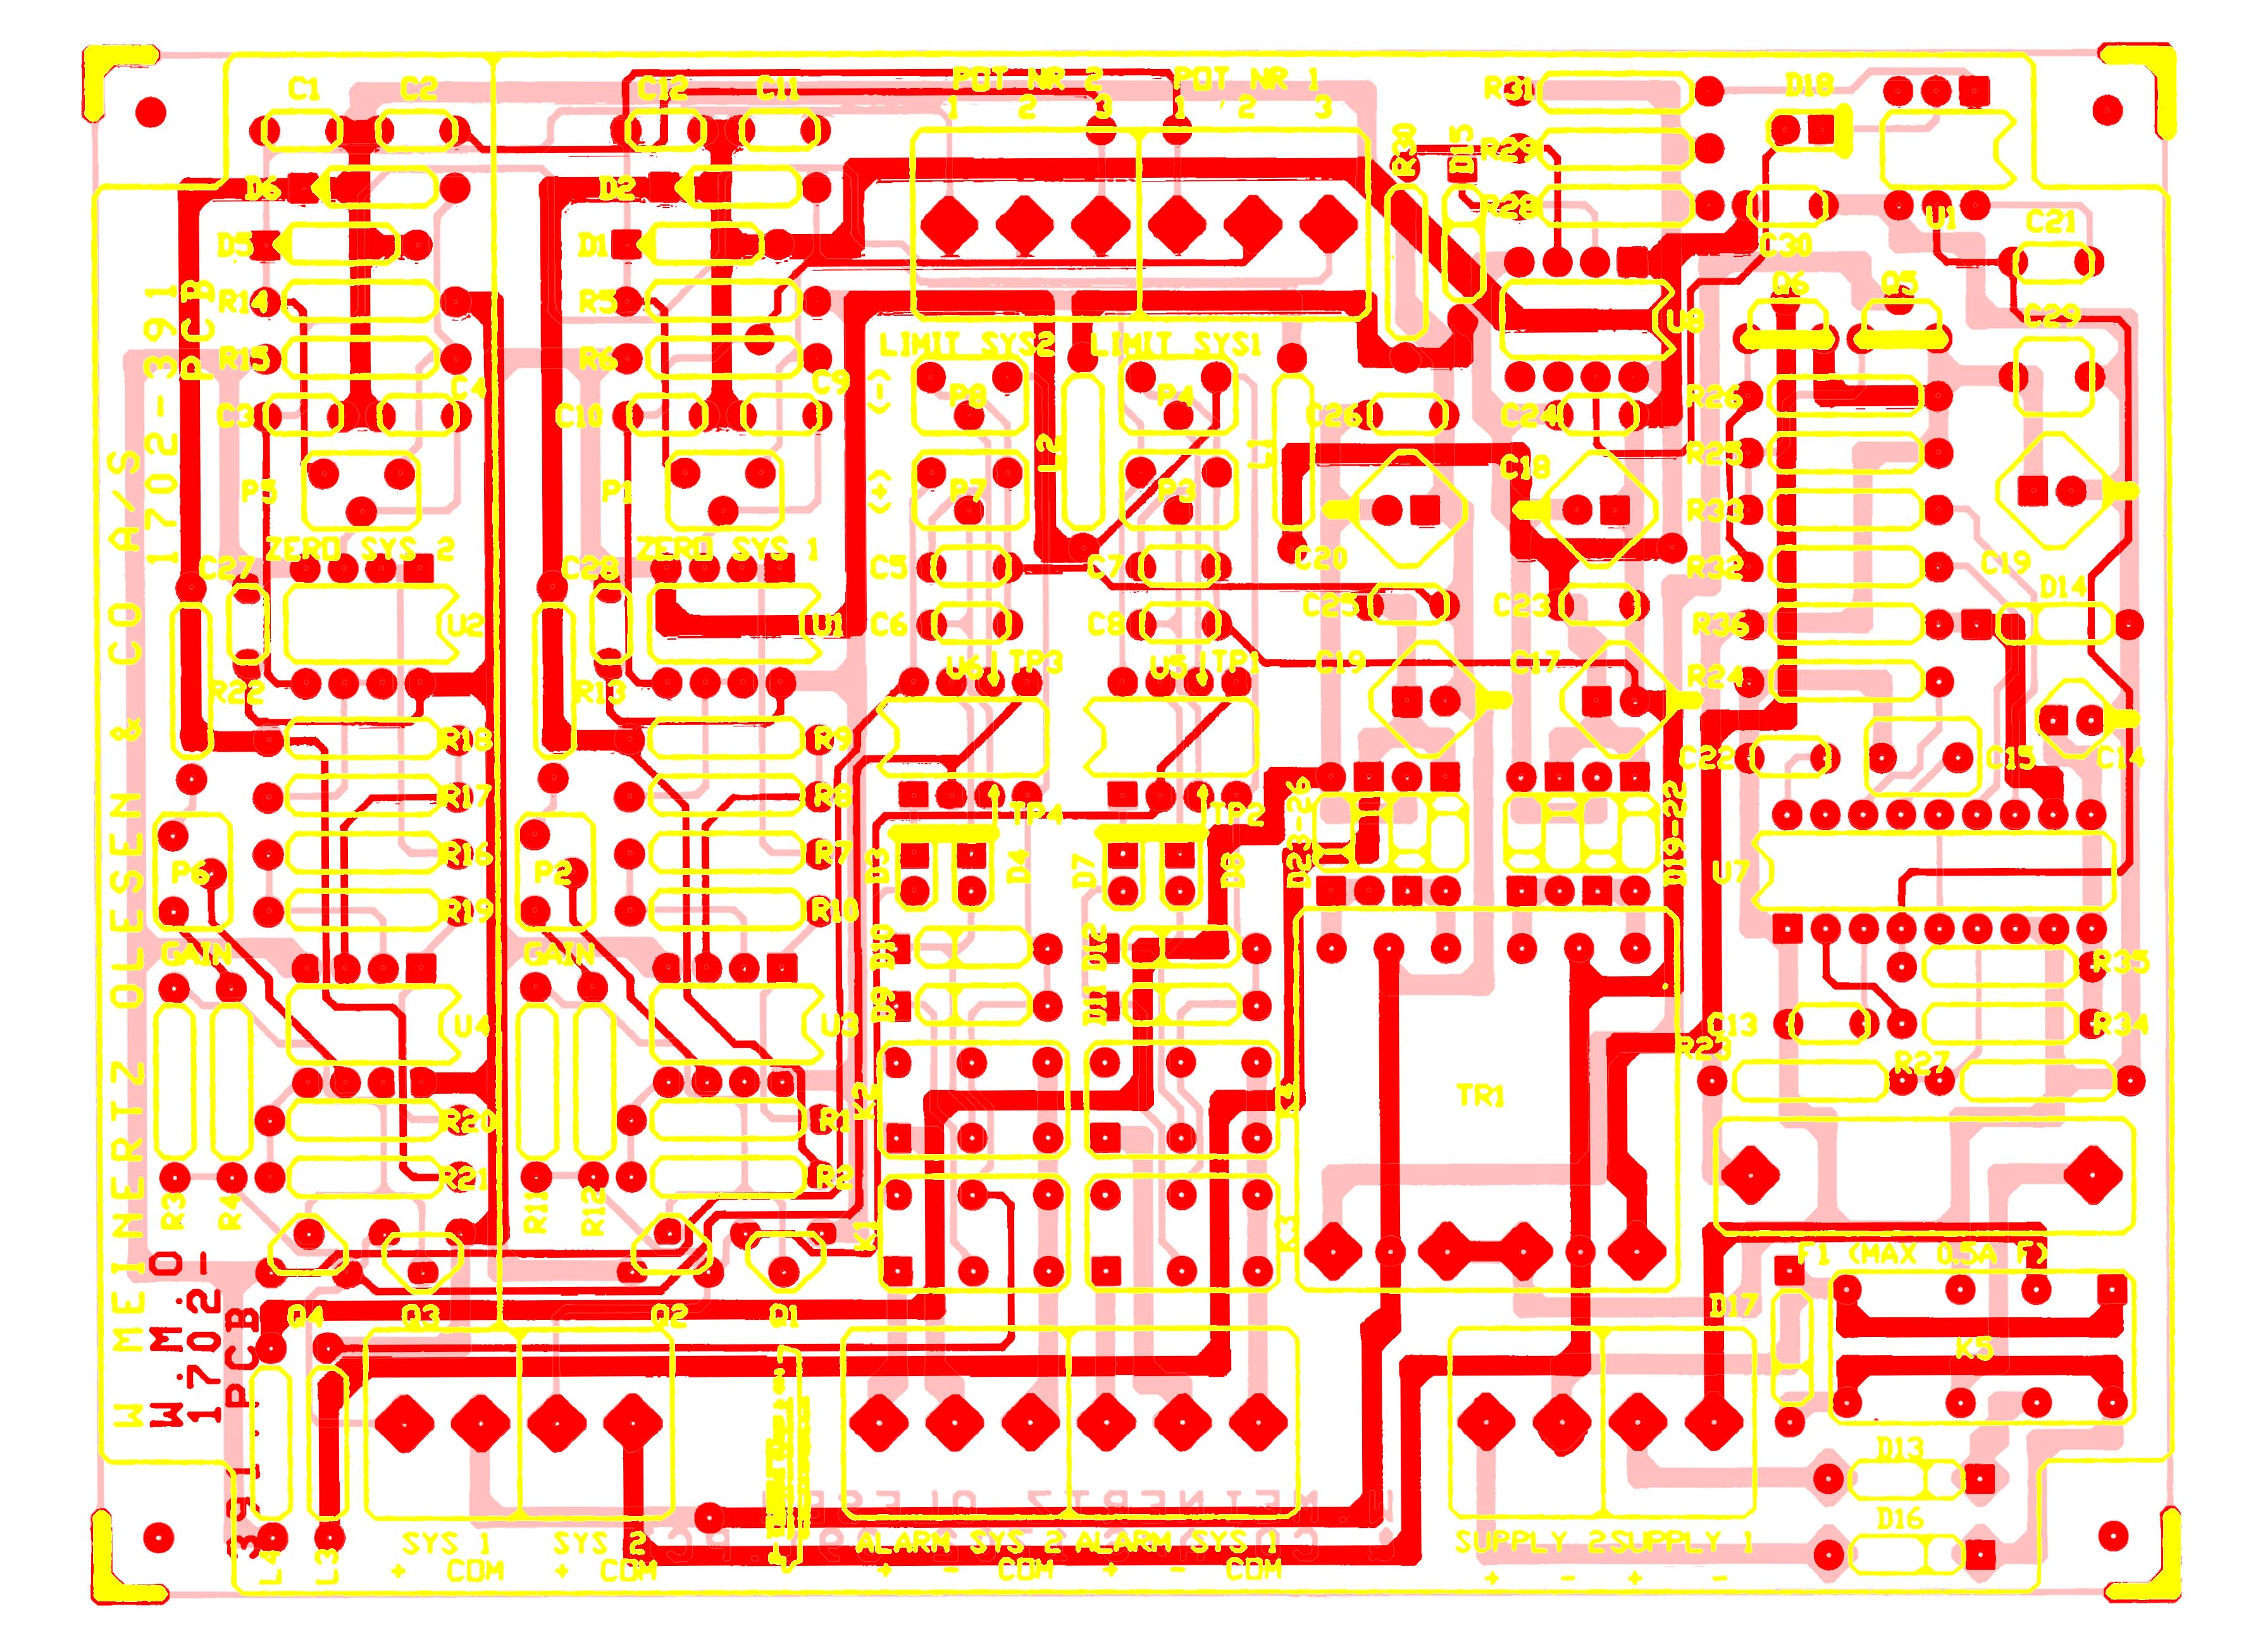 C1 C2 C12 C11 POT NR 2 POT NR 1 R31 D18
1 2 3 1 2 3
R30 D15 R29
D6 D2 R28 U1 C21
D5 D1 C30
R14 R5 Q6 Q5
U8 C29
R15 R6 LIMIT SYS2 LIMIT SYS1
C4 C9 (-) P8 P4 R26
C3 C10 C26 C24
L2 L1 R25
C18
P5 P1 (+) P7 P3 R33
ZERO SYS 2 ZERO SYS 1 C20
C27 C28 C5 C7 R32 C19
D14
C25 C23
U2 U1 C6 C8 R36
U6 TP3 U5 TP1 C19 C17
R22 R13 R24
R18 R9 C22 C15 C14
R17 R8 TP4 TP2 D23-26 D19-22
R16 R7 D3 D4 D7 D8 U7
P6 P2
R19 R10
GAIN GAIN D10 D12
R35
D9 D11
U4 U3 C13 R34
R23 R27
K2 K4 TR1
R20 R1
R21 R2
R3 R4 R11 R12 K1 K3
F1 (MAX 0.5A F)
Q4 Q3 Q2 Q1 D17
K5
D13
D16
L4 L3
SYS 1 SYS 2 ALARM SYS 2 ALARM SYS 1 SUPPLY 2 SUPPLY 1
+ COM + COM + - COM + - COM + - + -
W MEINERTZ OLESEN & CO A/S
1702-391
PCB
W.M.O
1702-
1 PCB
391.